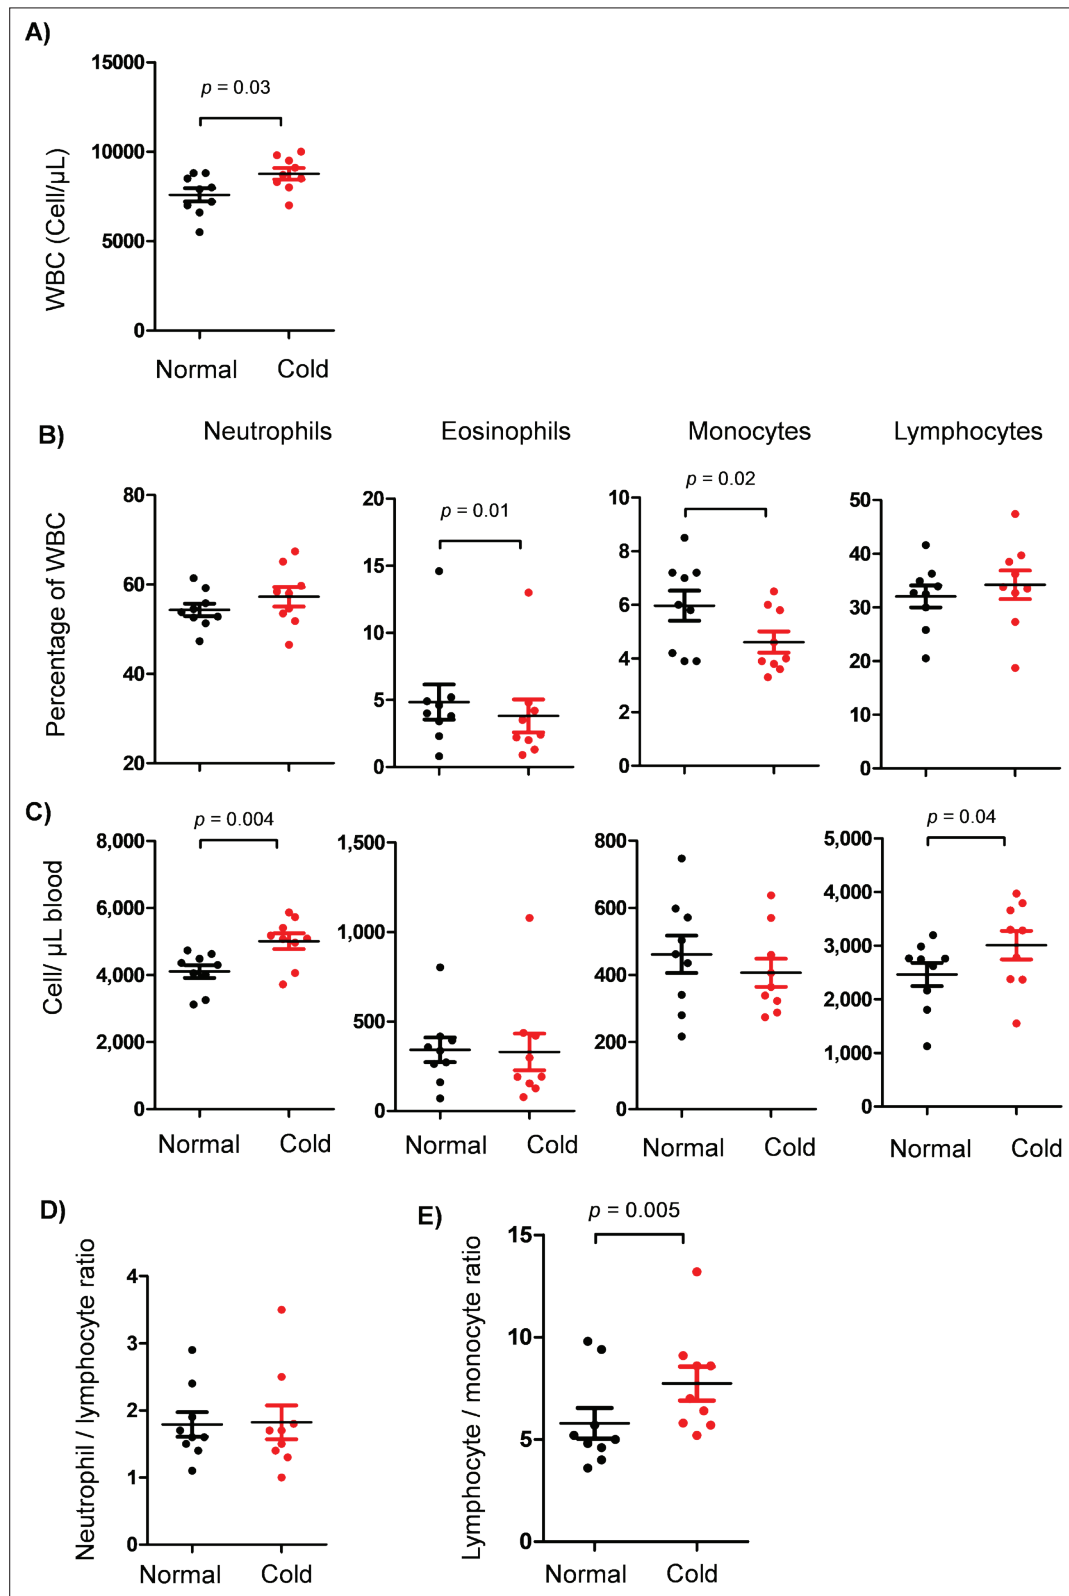 A)
15000
10000
5000
0
WBC (Cell/µL)
p = 0.03
Normal Cold
B)
Neutrophils Eosinophils Monocytes Lymphocytes
Percentage of WBC
80
60
40
20
20
15
10
5
0
p = 0.01
10
8
6
4
2
0
p = 0.02
50
40
30
20
10
0
C)
Cell/ µL blood
8,000
6,000
4,000
2,000
0
p = 0.004
Normal Cold
1,500
1,000
500
0
Normal Cold
800
600
400
200
0
Normal Cold
5,000
4,000
3,000
2,000
1,000
0
p = 0.04
Normal Cold
D)
Neutrophil / lymphocyte ratio
4
3
2
1
0
Normal Cold
E)
Lymphocyte / monocyte ratio
15
10
5
0
p = 0.005
Normal Cold